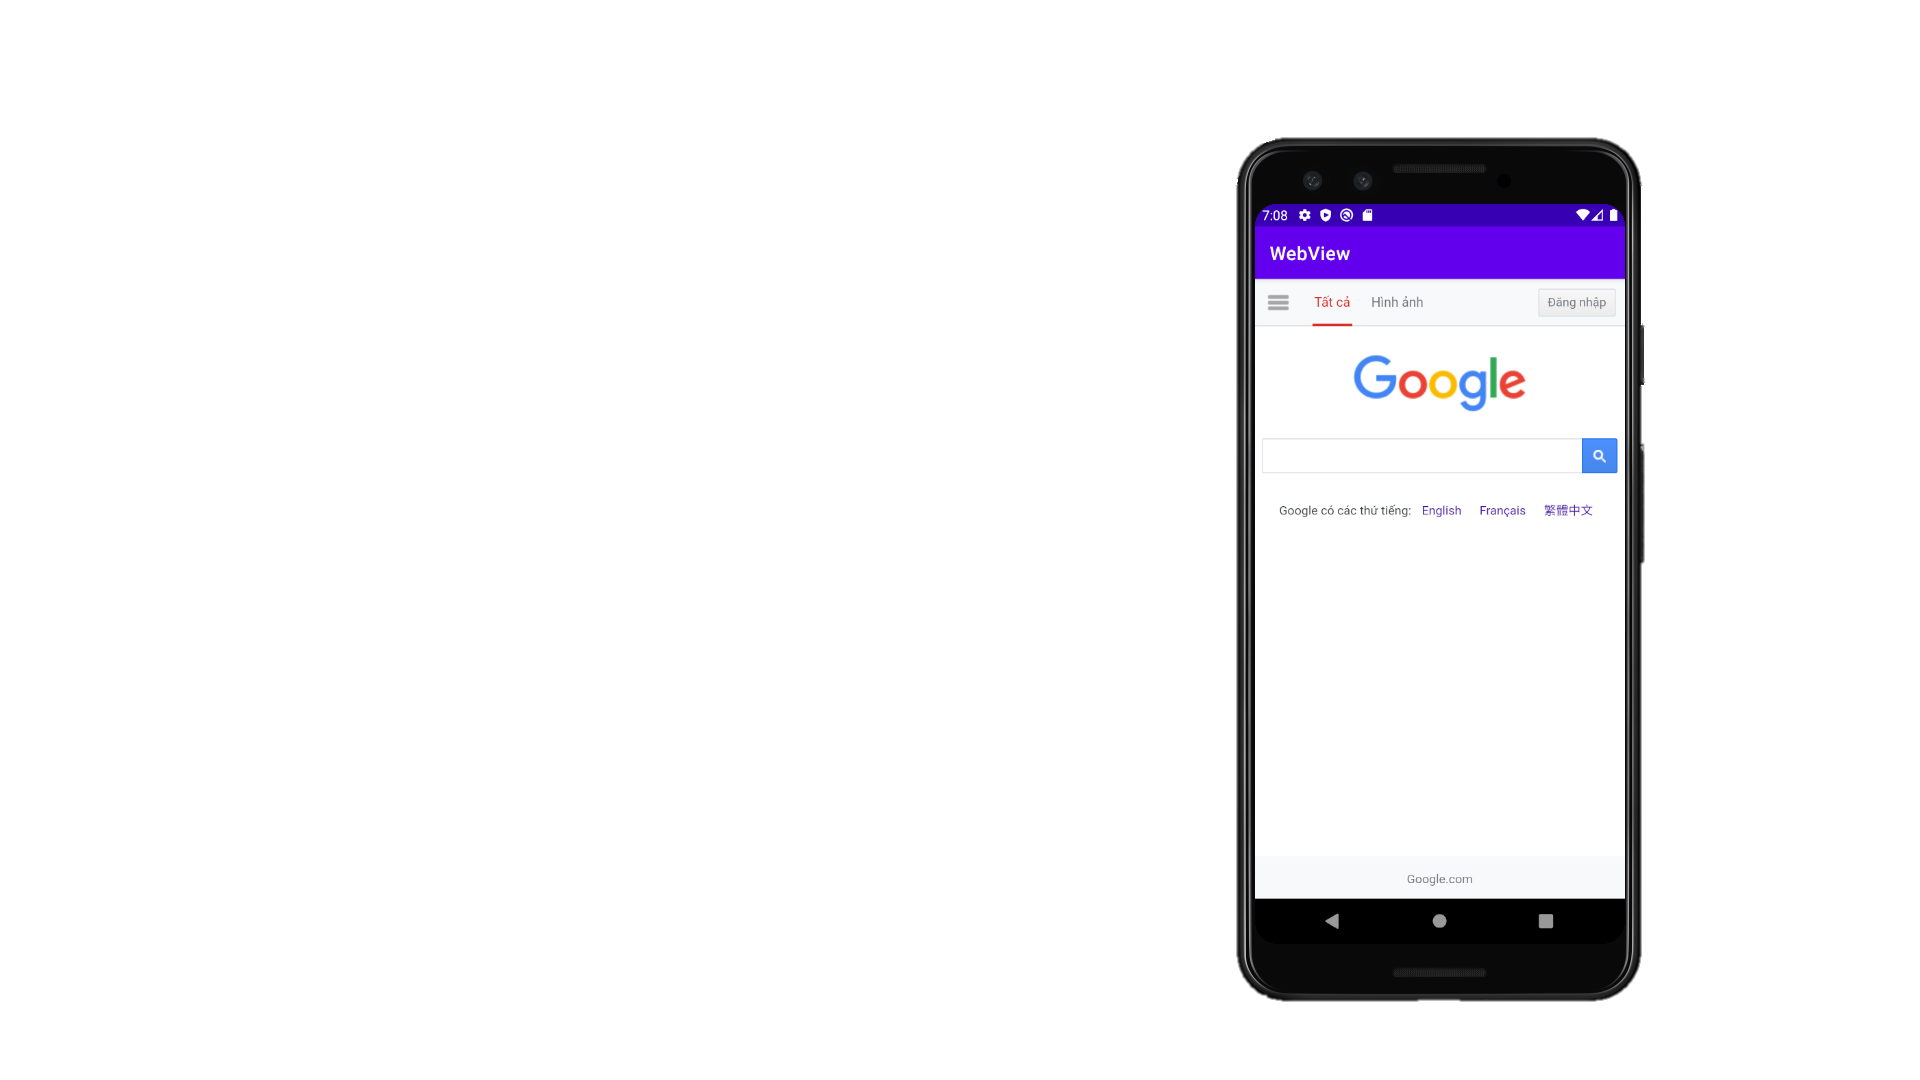 7:08
WebView
Tất cả Hình ảnh Đăng nhập
Google
Google có các thứ tiếng: English Français 繁體中文
Google.com